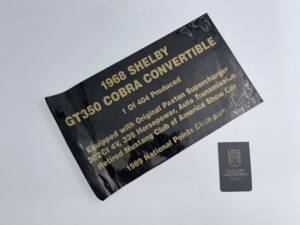 1968 SHELBY
GT350 COBRA CONVERTIBLE
1 Of 404 Produced
Equipped with Original Paxton Supercharger
302CI 4V, 335 Horsepower, Auto Transmission
Retired Mustang Club of America Show Car
1989 National Points Champion
GALLERY